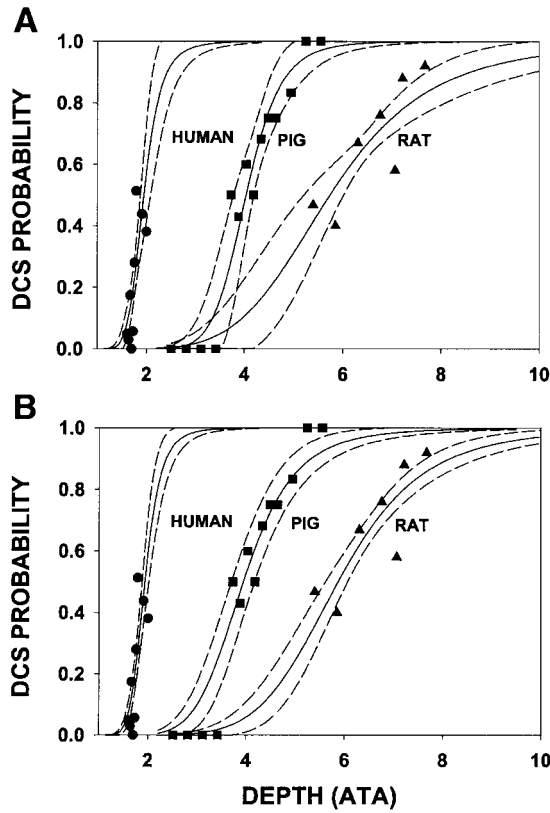 A
DCS PROBABILITY
1.0
0.8
0.6
0.4
0.2
0.0
HUMAN
PIG
RAT
2
4
6
8
10
B
DCS PROBABILITY
1.0
0.8
0.6
0.4
0.2
0.0
HUMAN
PIG
RAT
2
4
6
8
10
DEPTH (ATA)